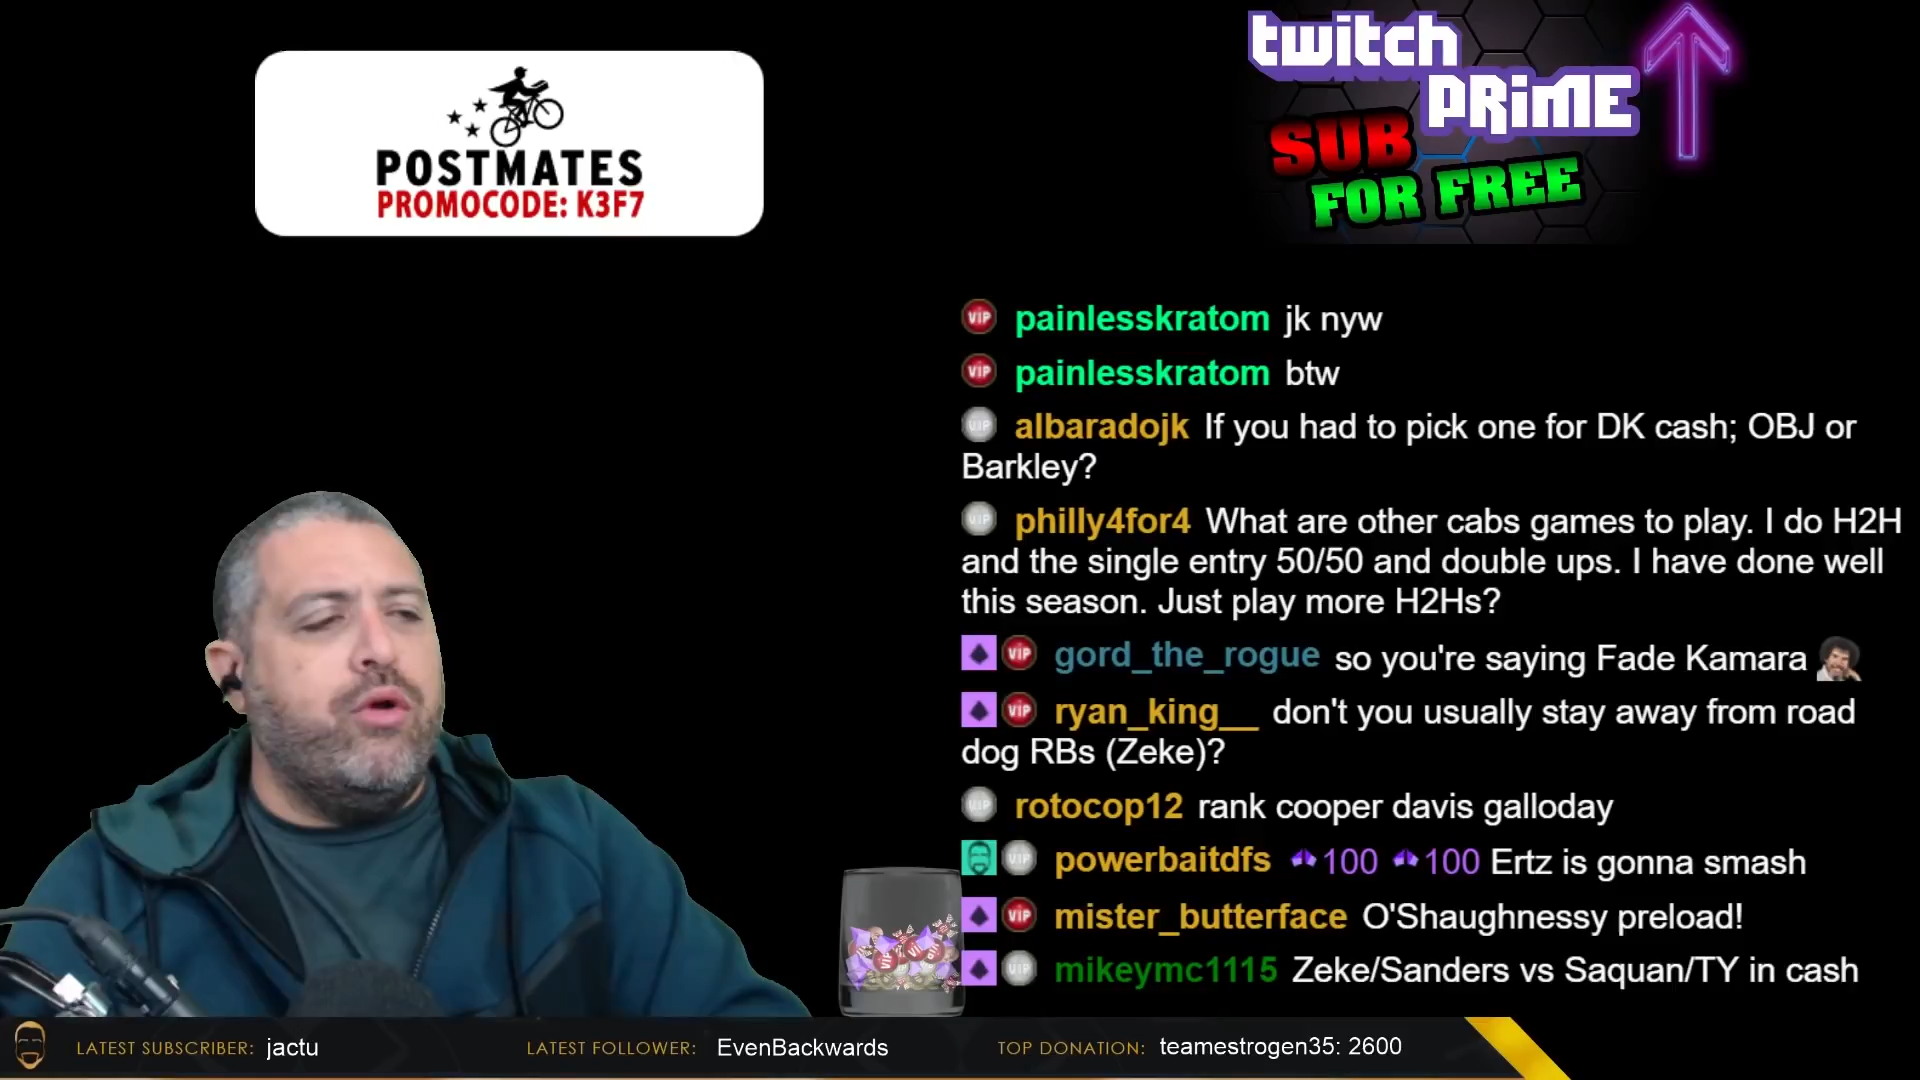 POSTMATES
PROMOCODE: K3F7
twitch
PRiME
SUB
FOR FREE
painlesskratom jk nyw
painlesskratom btw
albaradojk If you had to pick one for DK cash; OBJ or
Barkley?
philly4for4 What are other cabs games to play. I do H2H
and the single entry 50/50 and double ups. I have done well
this season. Just play more H2Hs?
gord_the_rogue so you're saying Fade Kamara
ryan_king__ don't you usually stay away from road
dog RBs (Zeke)?
rotocop12 rank cooper davis galloday
powerbaitdfs 100 100 Ertz is gonna smash
mister_butterface O'Shaughnessy preload!
mikeymc1115 Zeke/Sanders vs Saquan/TY in cash
LATEST SUBSCRIBER: jactu
LATEST FOLLOWER: EvenBackwards
TOP DONATION: teamestrogen35: 2600